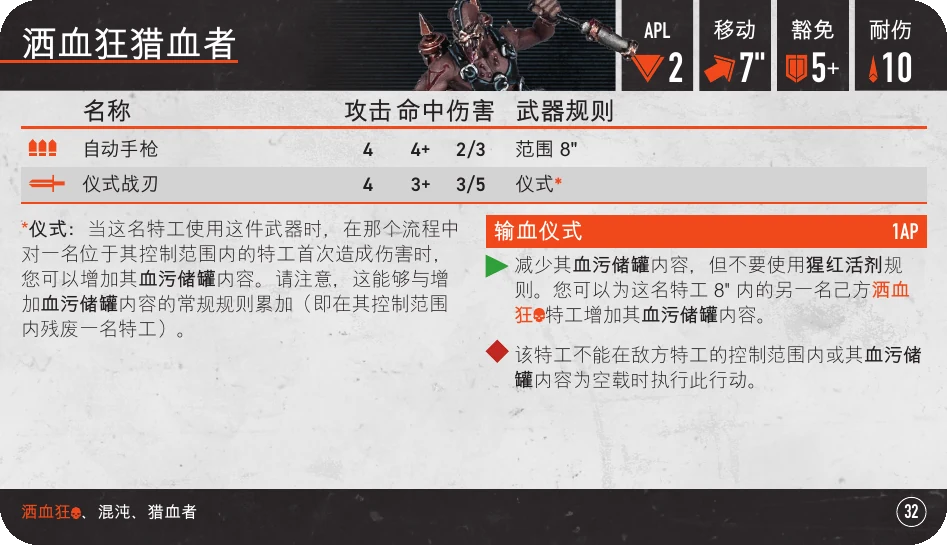 洒血狂猎血者
APL 移动 豁免 耐伤
2 7" 5+ 10
名称 攻击 命中 伤害 武器规则
自动手枪 4 4+ 2/3 范围 8"
仪式战刃 4 3+ 3/5 仪式*
*仪式：当这名特工使用这件武器时，在那个流程中
对一名位于其控制范围内的特工首次造成伤害时，
您可以增加其血污储罐内容。请注意，这能够与增
加血污储罐内容的常规规则累加（即在其控制范围
内残废一名特工）。
输血仪式 1AP
减少其血污储罐内容，但不要使用猩红活剂规
则。您可以为这名特工 8" 内的另一名己方洒血
狂特工增加其血污储罐内容。
该特工不能在敌方特工的控制范围内或其血污储
罐内容为空载时执行此行动。
洒血狂、混沌、猎血者
32